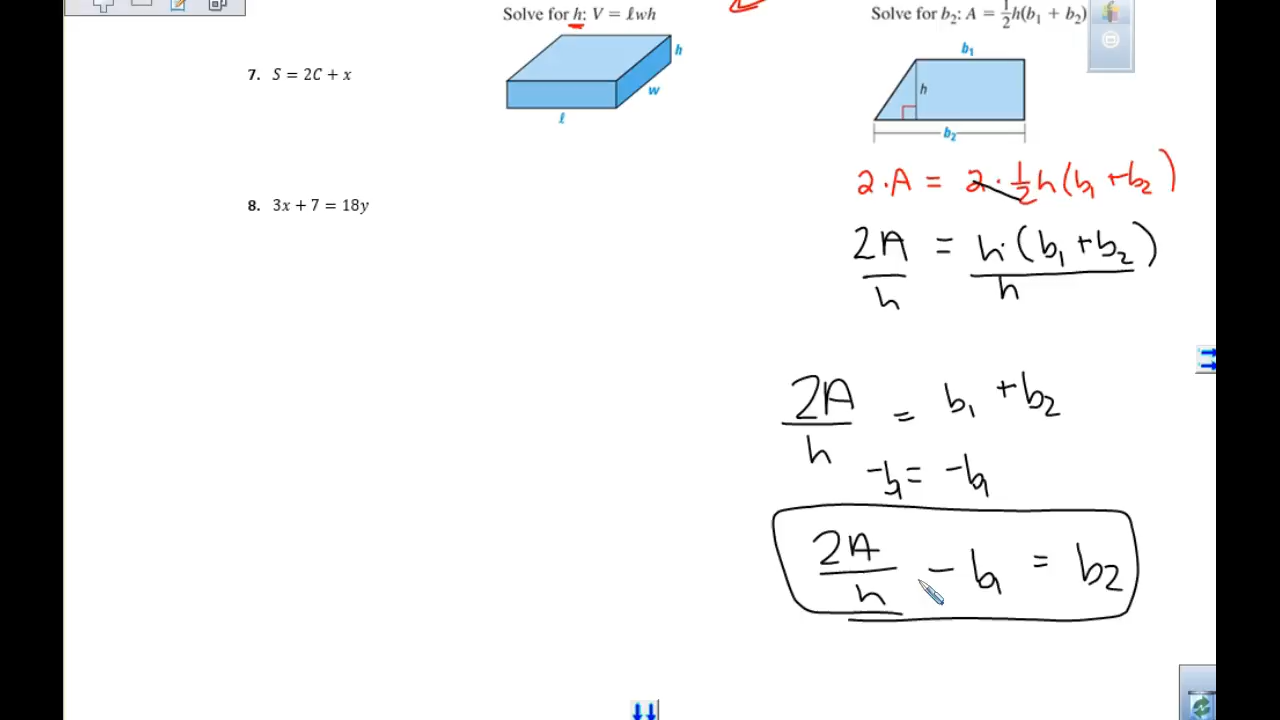 Solve for h: V = ℓwh
h
w
ℓ
7. S = 2C + x
8. 3x + 7 = 18y
Solve for b₂: A = ½h(b₁ + b₂)
b₁
h
b₂
2·A = 2·½h(b₁ + b₂)
2A/h = h·(b₁ + b₂)/h
2A/h = b₁ + b₂
-b₁ = -b₁
2A/h - b₁ = b₂